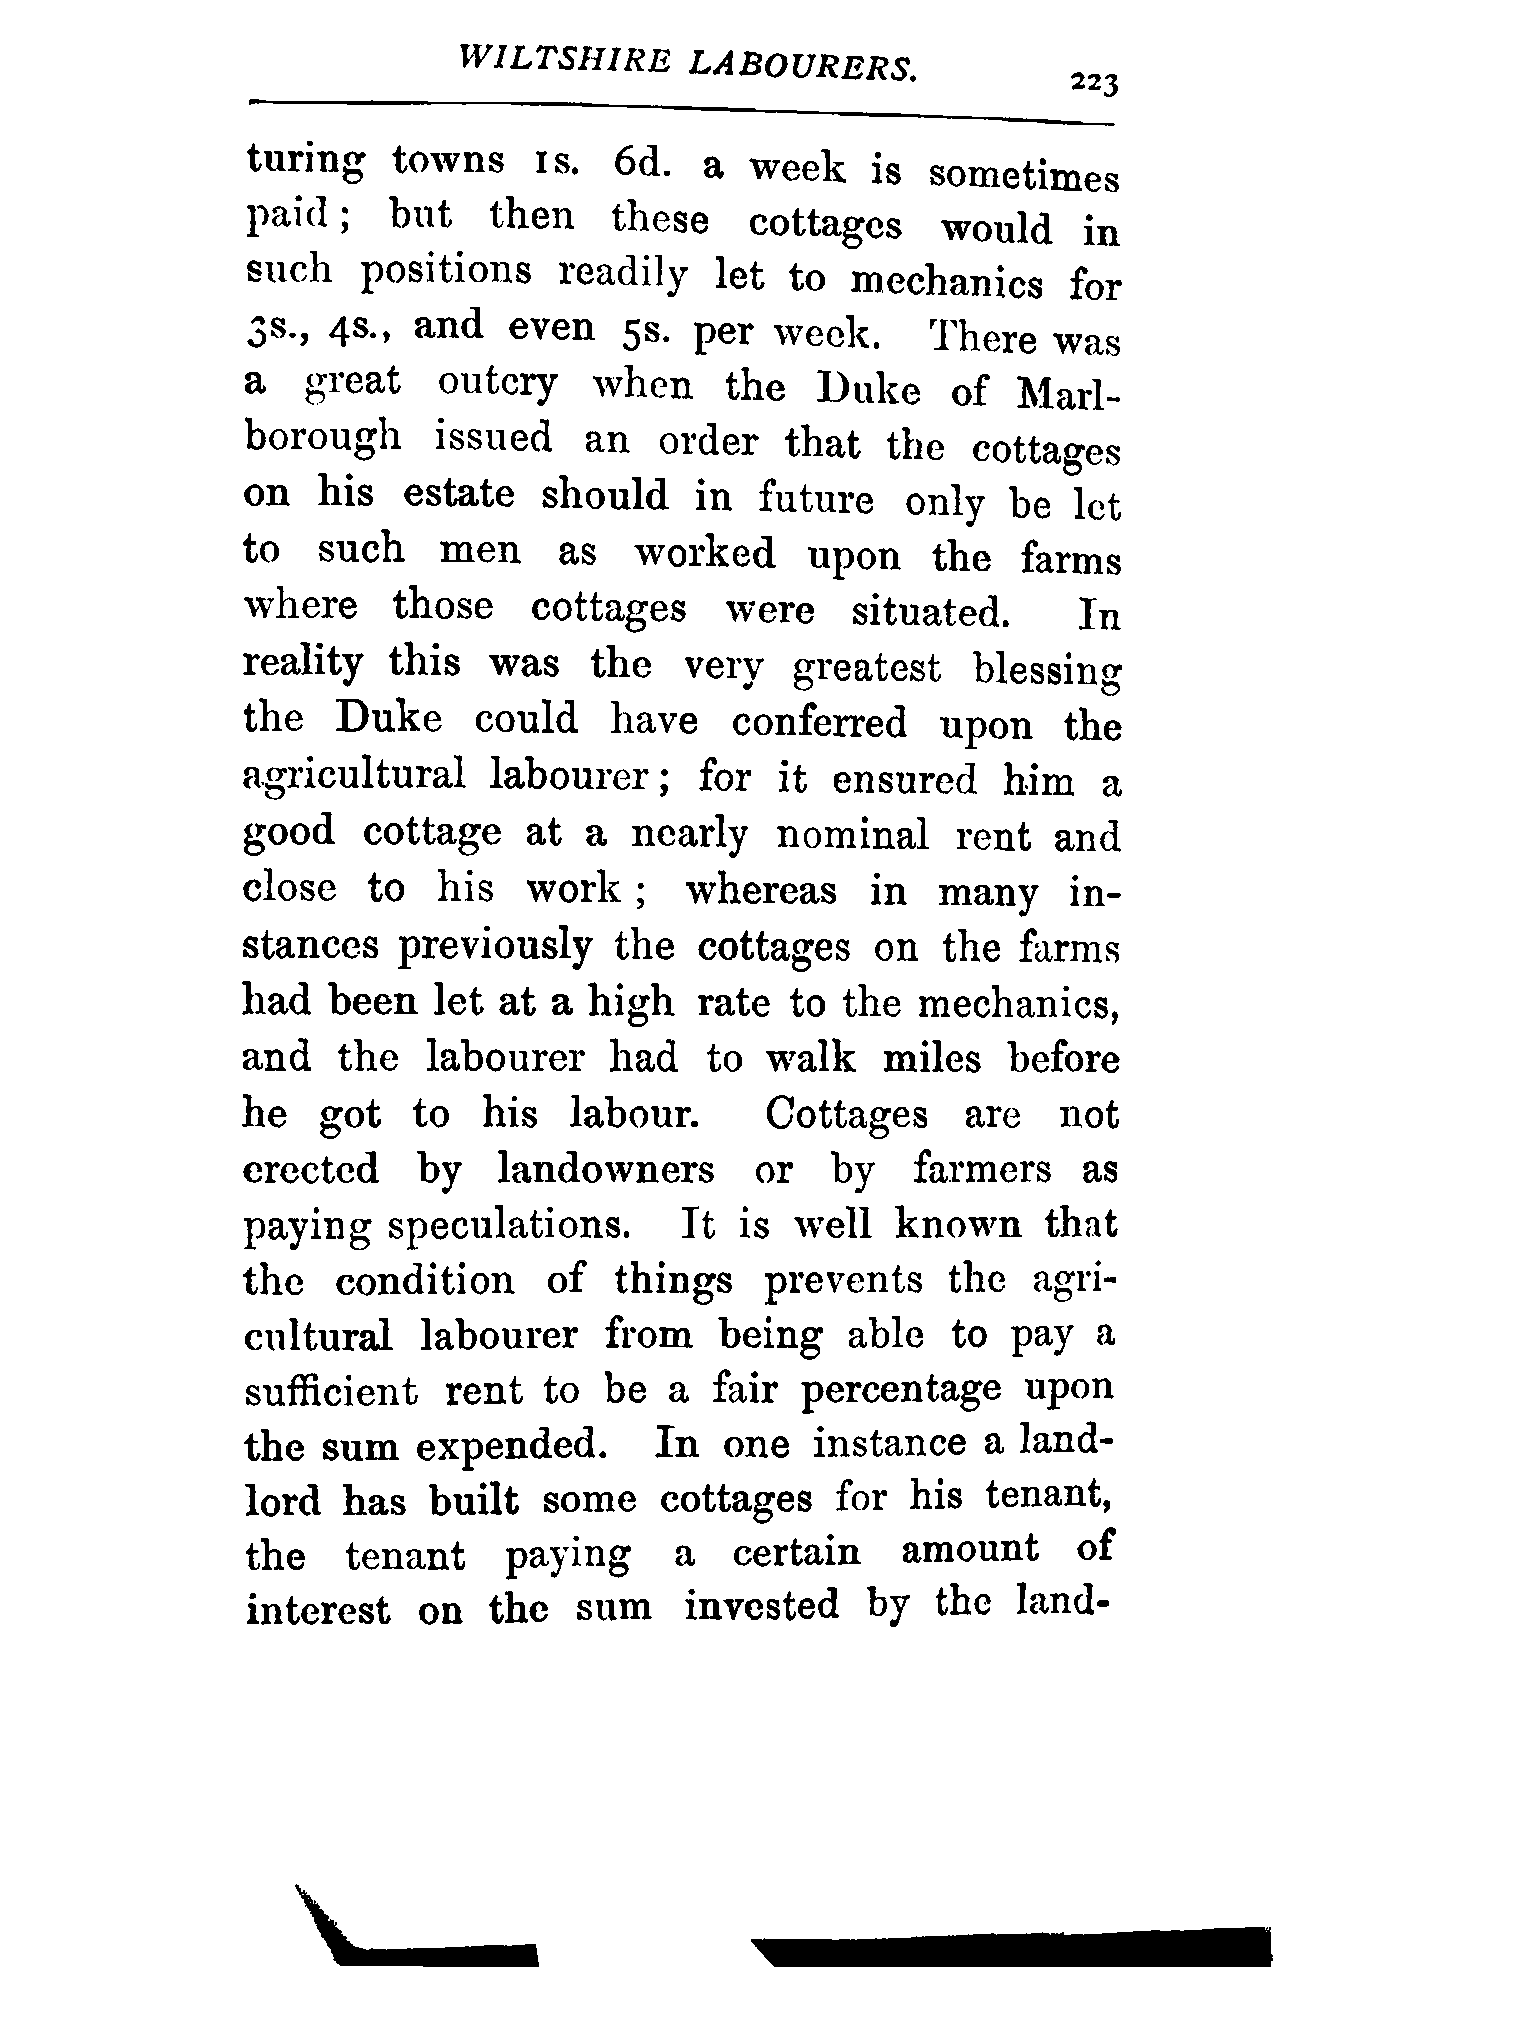 WILTSHIRE LABOURERS. 223
turing towns 1s. 6d. a week is sometimes
paid; but then these cottages would in
such positions readily let to mechanics for
3s., 4s., and even 5s. per week. There was
a great outcry when the Duke of Marl-
borough issued an order that the cottages
on his estate should in future only be let
to such men as worked upon the farms
where those cottages were situated. In
reality this was the very greatest blessing
the Duke could have conferred upon the
agricultural labourer; for it ensured him a
good cottage at a nearly nominal rent and
close to his work; whereas in many in-
stances previously the cottages on the farms
had been let at a high rate to the mechanics,
and the labourer had to walk miles before
he got to his labour. Cottages are not
erected by landowners or by farmers as
paying speculations. It is well known that
the condition of things prevents the agri-
cultural labourer from being able to pay a
sufficient rent to be a fair percentage upon
the sum expended. In one instance a land-
lord has built some cottages for his tenant,
the tenant paying a certain amount of
interest on the sum invested by the land-